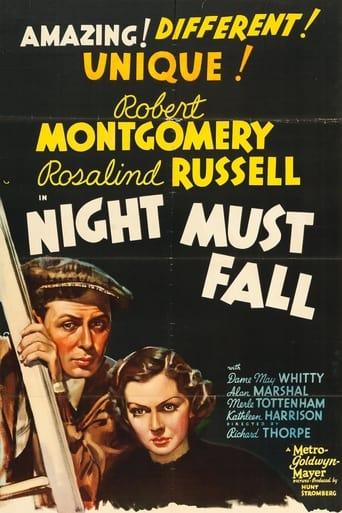 AMAZING! DIFFERENT!
UNIQUE!
Robert
MONTGOMERY
Rosalind RUSSELL
IN
NIGHT MUST
FALL
with
Dame May WHITTY
Alan MARSHAL
Merle TOTTENHAM
Kathleen HARRISON
DIRECTED BY
Richard THORPE
A Metro-
Goldwyn-
Mayer
PICTURE • Produced by
HUNT
STROMBERG